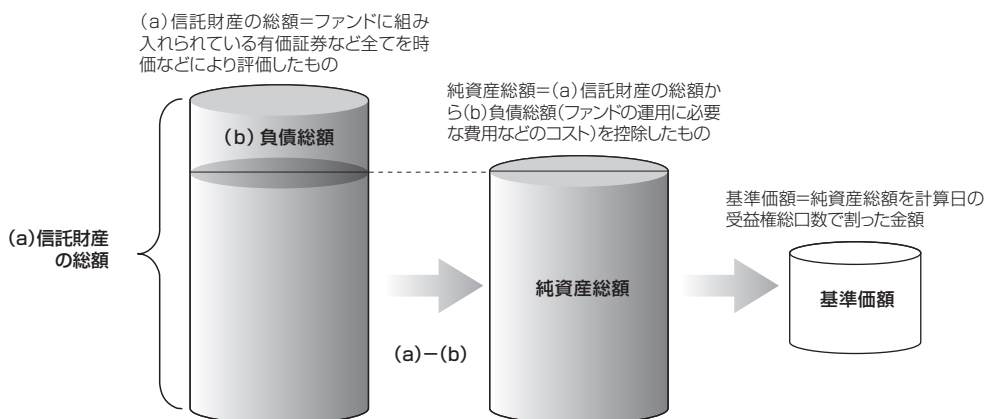 (a)信託財産の総額=ファンドに組み
入れられている有価証券など全てを時
価などにより評価したもの
純資産総額=(a)信託財産の総額か
ら(b)負債総額(ファンドの運用に必要
な費用などのコスト)を控除したもの
(b)負債総額
基準価額=純資産総額を計算日の
受益権総口数で割った金額
(a)信託財産
の総額
純資産総額
基準価額
(a)−(b)